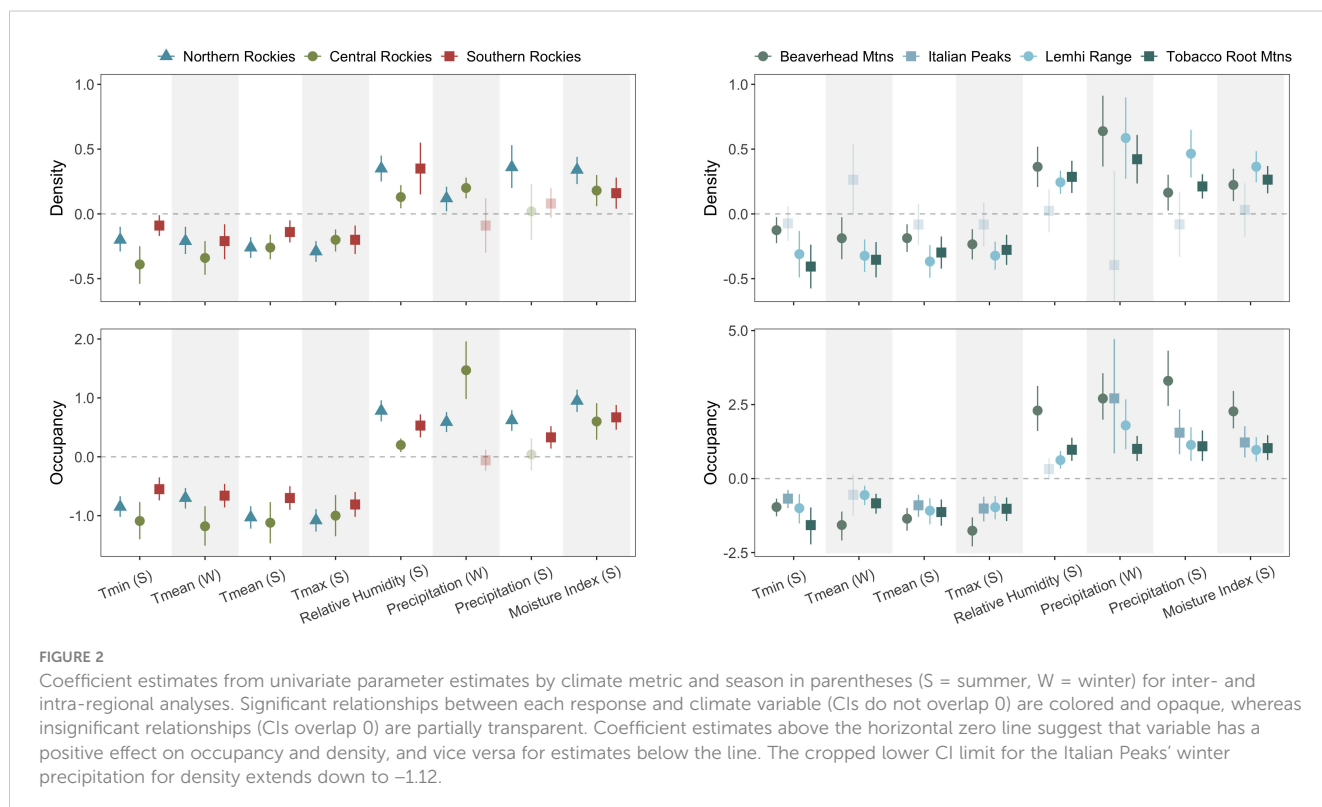 Northern Rockies Central Rockies Southern Rockies
Beaverhead Mtns Italian Peaks Lemhi Range Tobacco Root Mtns
Density
1.0
0.5
0.0
-0.5
Density
1.0
0.5
0.0
-0.5
Occupancy
2.0
1.0
0.0
-1.0
Tmin (S)
Tmean (W)
Tmean (S)
Tmax (S)
Relative Humidity (S)
Precipitation (W)
Precipitation (S)
Moisture Index (S)
Occupancy
5.0
2.5
0.0
-2.5
Tmin (S)
Tmean (W)
Tmean (S)
Tmax (S)
Relative Humidity (S)
Precipitation (W)
Precipitation (S)
Moisture Index (S)
FIGURE 2
Coefficient estimates from univariate parameter estimates by climate metric and season in parentheses (S = summer, W = winter) for inter- and
intra-regional analyses. Significant relationships between each response and climate variable (CIs do not overlap 0) are colored and opaque, whereas
insignificant relationships (CIs overlap 0) are partially transparent. Coefficient estimates above the horizontal zero line suggest that variable has a
positive effect on occupancy and density, and vice versa for estimates below the line. The cropped lower CI limit for the Italian Peaks’ winter
precipitation for density extends down to –1.12.